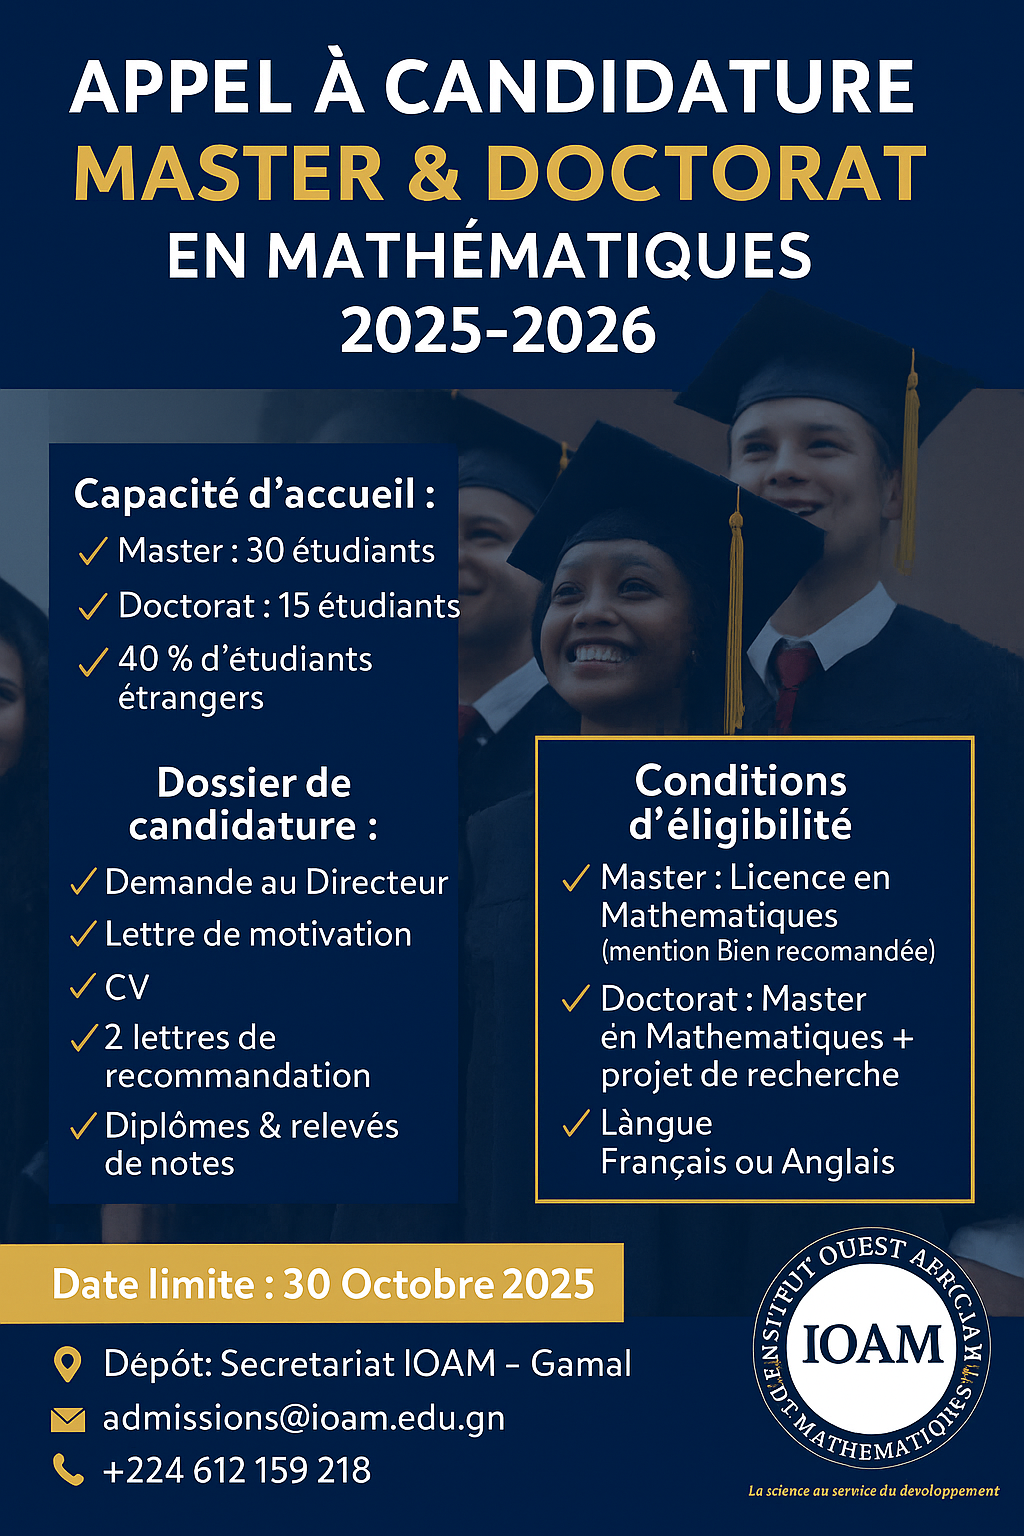 APPEL À CANDIDATURE
MASTER & DOCTORAT
EN MATHÉMATIQUES
2025-2026
Capacité d'accueil :
Master : 30 étudiants
Doctorat : 15 étudiants
40 % d'étudiants
étrangers
Dossier de
candidature :
Demande au Directeur
Lettre de motivation
CV
2 lettres de
recommandation
Diplômes & relevés
de notes
Conditions
d'éligibilité
Master : Licence en
Mathematiques
(mention Bien recomandée)
Doctorat : Master
én Mathematiques +
projet de recherche
Làngue
Français ou Anglais
Date limite : 30 Octobre 2025
Dépót: Secretariat IOAM – Gamal
admissions@ioam.edu.gn
+224 612 159 218
OUEST
IOAM
La science au service du devoloppement